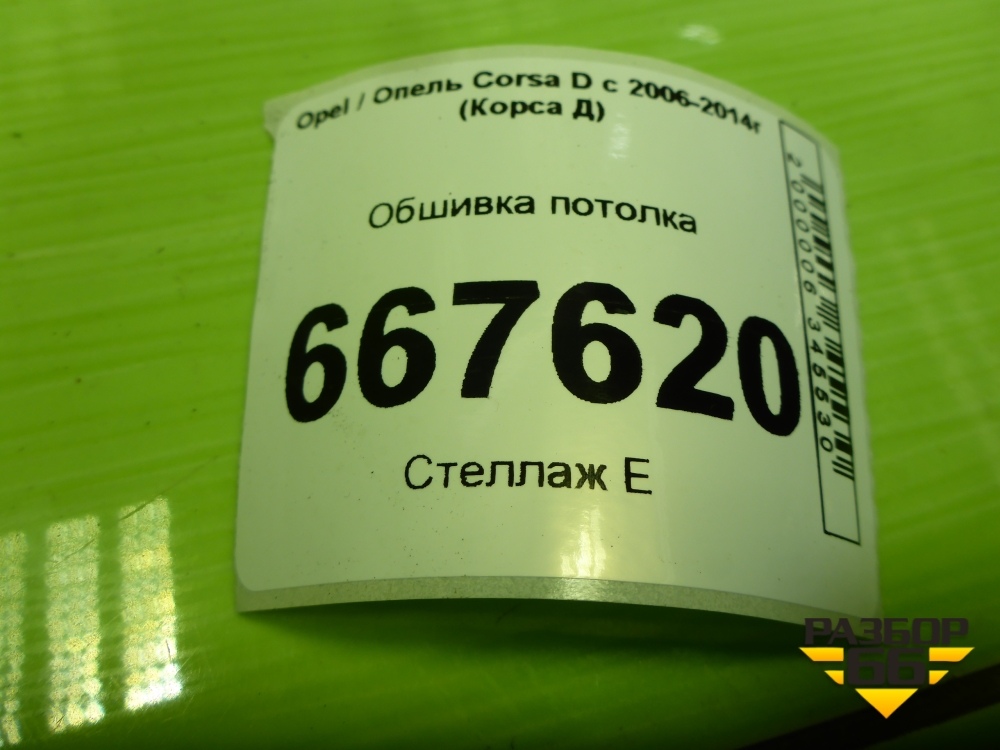 Opel / Опель Corsa D с 2006-2014г
(Корса Д)
Обшивка потолка
667620
Стеллаж Е
2000006345530
РАЗБОР
66